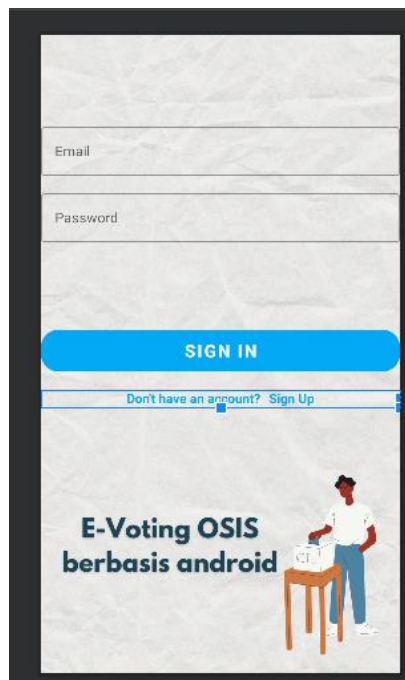 Email
Password
SIGN IN
Don't have an account? Sign Up
E-Voting OSIS
berbasis android